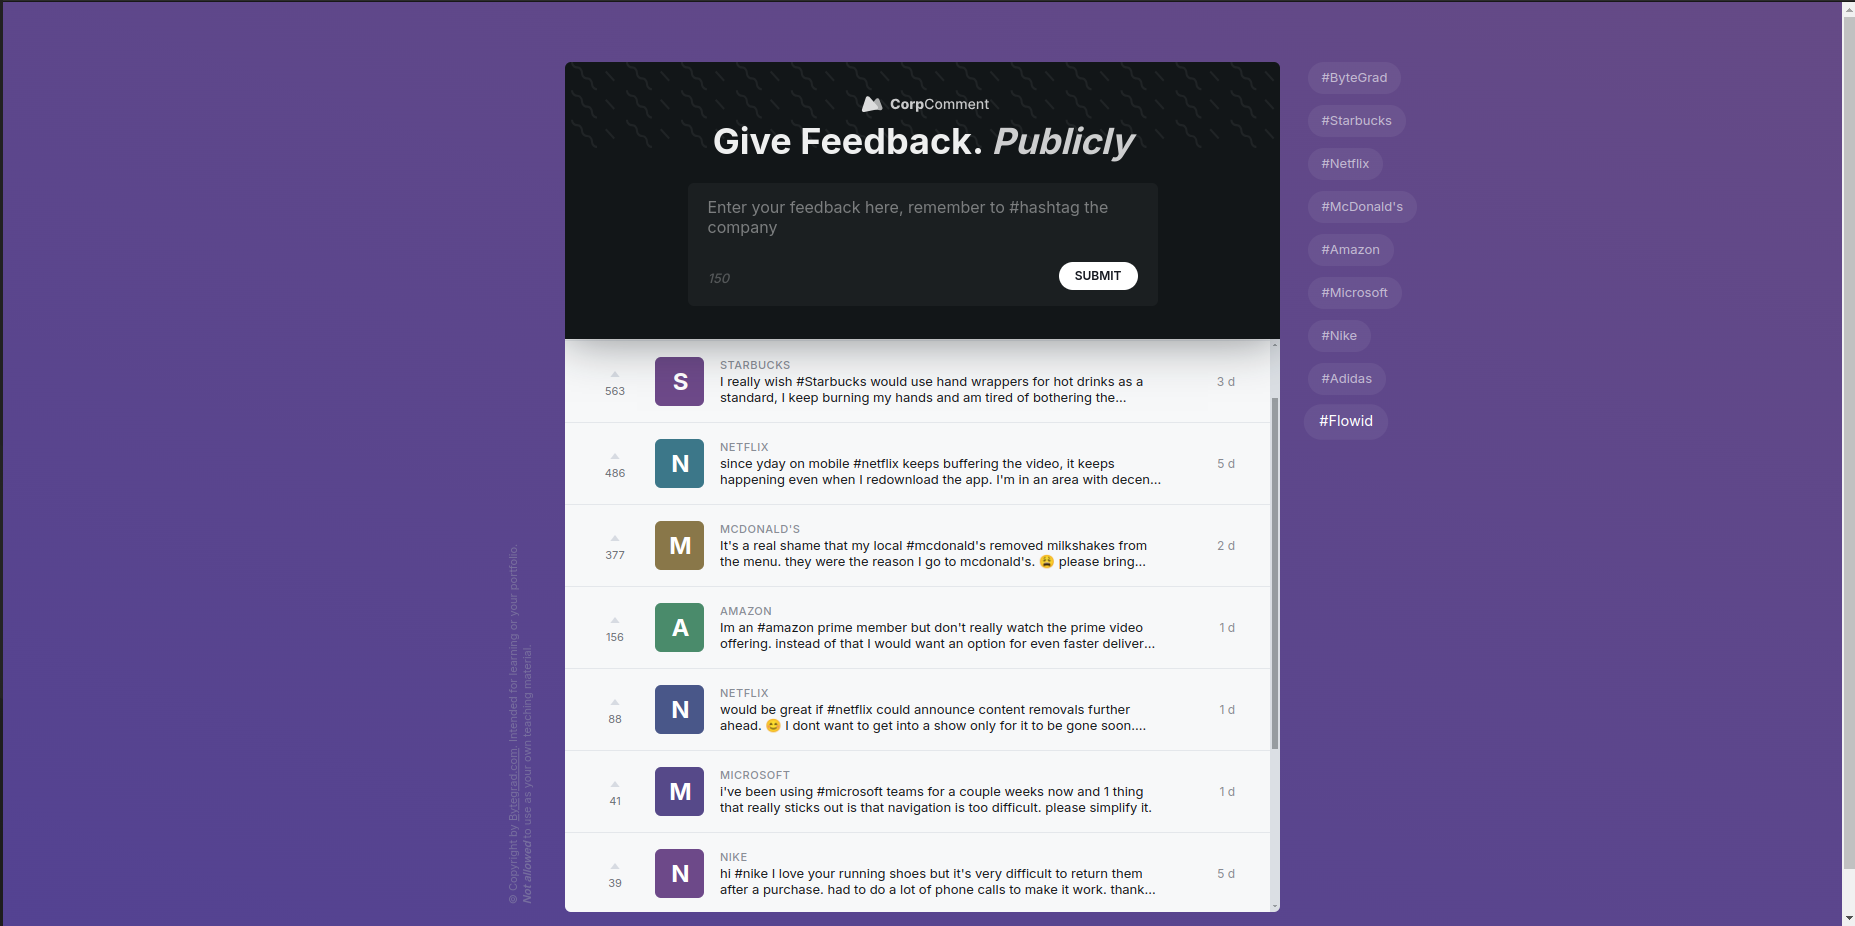 CorpComment
Give Feedback. Publicly
Enter your feedback here, remember to #hashtag the
company
150
SUBMIT
563
S
STARBUCKS
I really wish #Starbucks would use hand wrappers for hot drinks as a
standard, I keep burning my hands and am tired of bothering the...
3 d
486
N
NETFLIX
since yday on mobile #netflix keeps buffering the video, it keeps
happening even when I redownload the app. I'm in an area with decen...
5 d
377
M
MCDONALD'S
It's a real shame that my local #mcdonald's removed milkshakes from
the menu. they were the reason I go to mcdonald's. 😩 please bring...
2 d
156
A
AMAZON
Im an #amazon prime member but don't really watch the prime video
offering. instead of that I would want an option for even faster deliver...
1 d
88
N
NETFLIX
would be great if #netflix could announce content removals further
ahead. 😊 I dont want to get into a show only for it to be gone soon....
1 d
41
M
MICROSOFT
i've been using #microsoft teams for a couple weeks now and 1 thing
that really sticks out is that navigation is too difficult. please simplify it.
1 d
39
N
NIKE
hi #nike I love your running shoes but it's very difficult to return them
after a purchase. had to do a lot of phone calls to make it work. thank...
5 d
#ByteGrad
#Starbucks
#Netflix
#McDonald's
#Amazon
#Microsoft
#Nike
#Adidas
#Flowid
© Copyright by Bytegrad.com. Intended for learning or your portfolio.
Not allowed to use as your own teaching material.